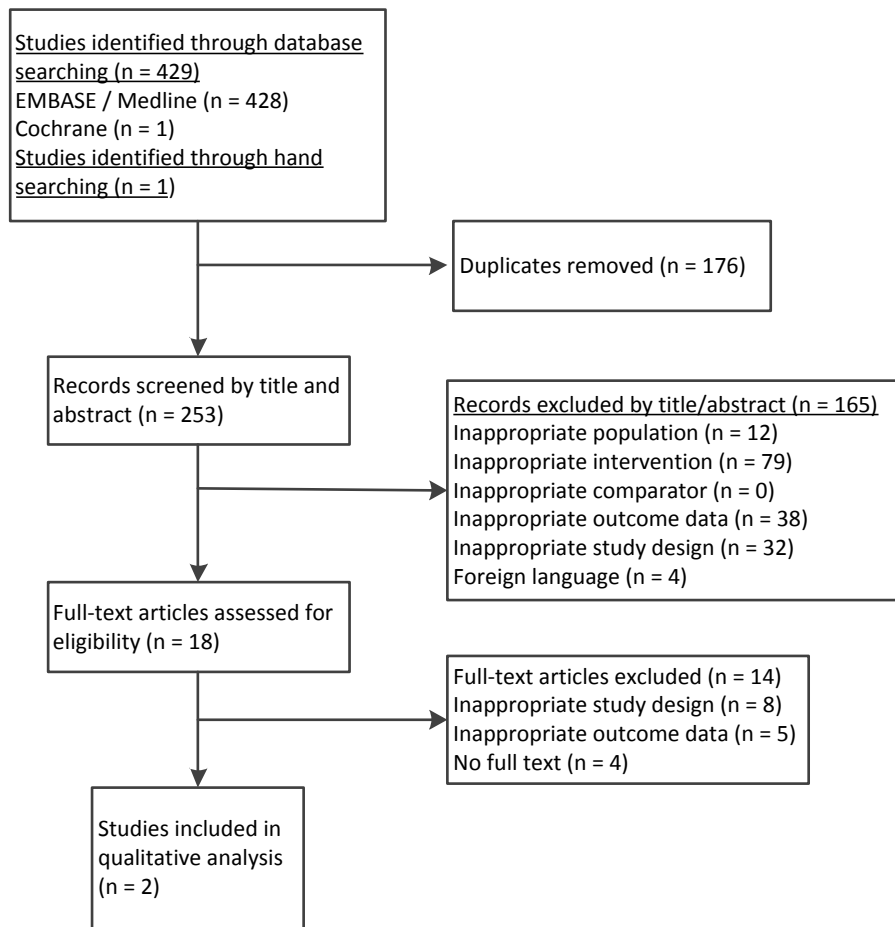 Studies identified through database
searching (n = 429)
EMBASE / Medline (n = 428)
Cochrane (n = 1)
Studies identified through hand
searching (n = 1)
Duplicates removed (n = 176)
Records screened by title and
abstract (n = 253)
Records excluded by title/abstract (n = 165)
Inappropriate population (n = 12)
Inappropriate intervention (n = 79)
Inappropriate comparator (n = 0)
Inappropriate outcome data (n = 38)
Inappropriate study design (n = 32)
Foreign language (n = 4)
Full-text articles assessed for
eligibility (n = 18)
Full-text articles excluded (n = 14)
Inappropriate study design (n = 8)
Inappropriate outcome data (n = 5)
No full text (n = 4)
Studies included in
qualitative analysis
(n = 2)